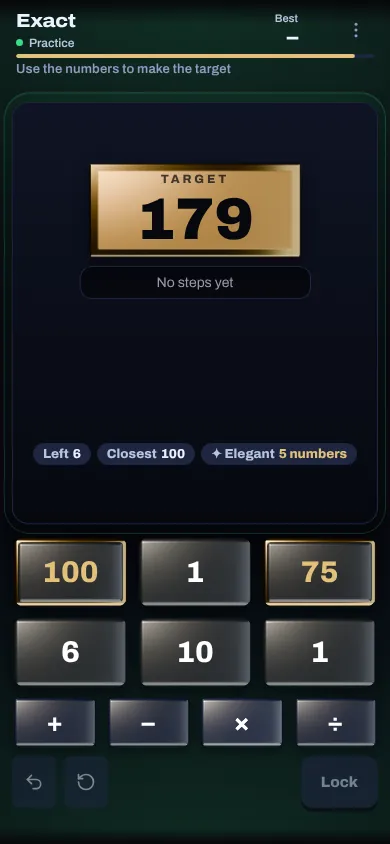 Exact
Best
Practice
–
Use the numbers to make the target
TARGET
179
No steps yet
Left 6
Closest 100
✦ Elegant 5 numbers
100
1
75
6
10
1
+
−
×
÷
Lock